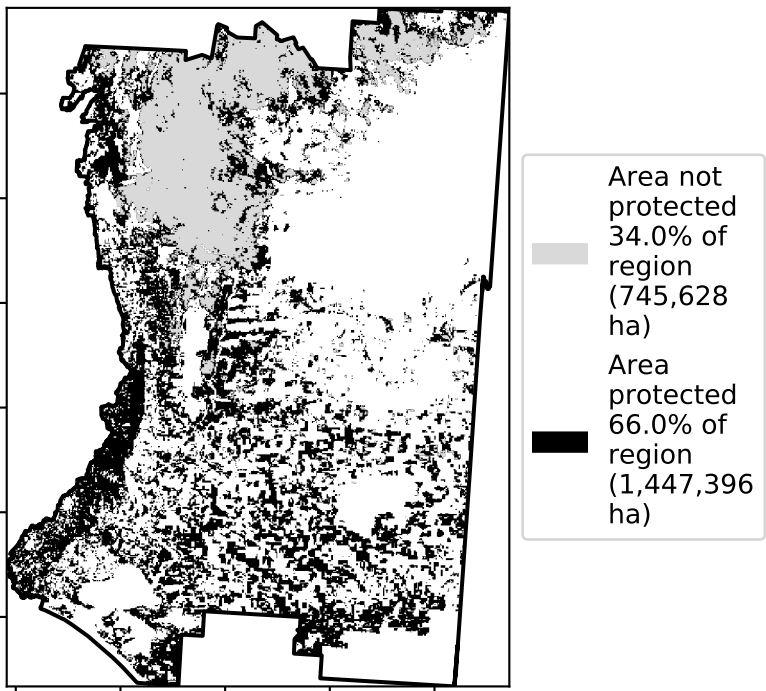 Area not
protected
34.0% of
region
(745,628
ha)
Area
protected
66.0% of
region
(1,447,396
ha)